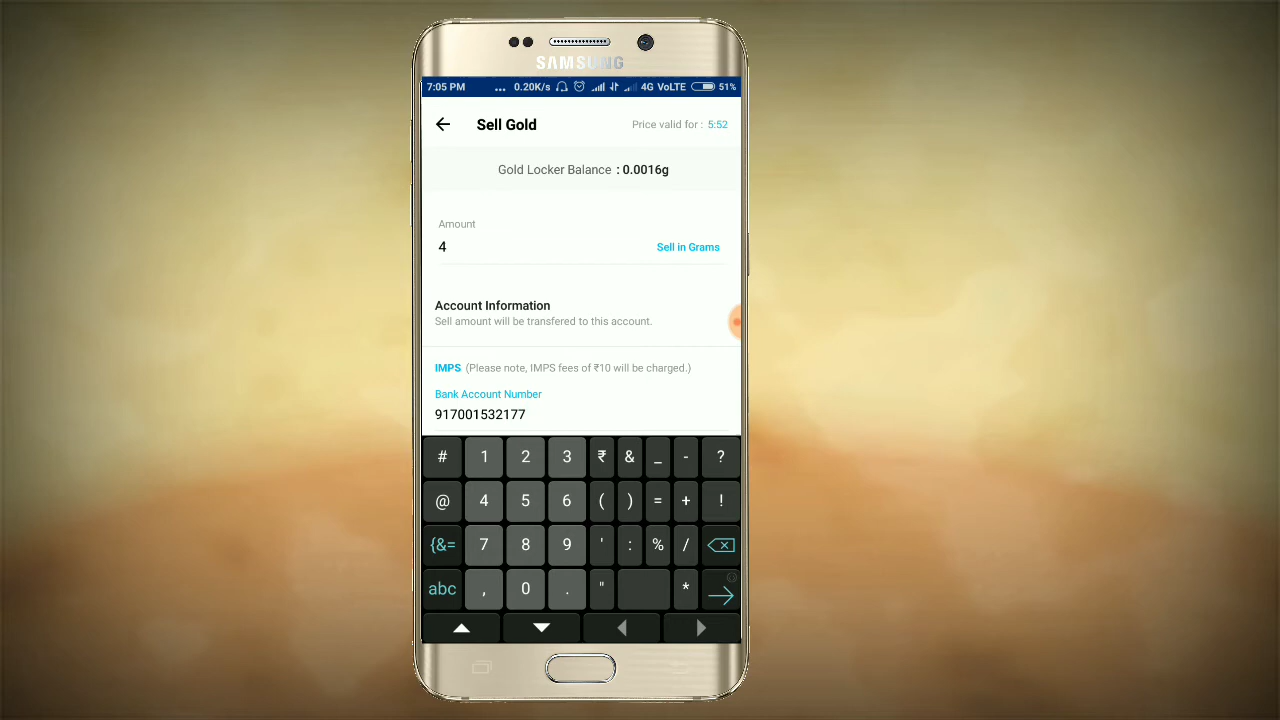 SAMSUNG
7:05 PM ... 0.20K/s 4G VoLTE 51%
Sell Gold Price valid for : 5:52
Gold Locker Balance : 0.0016g
Amount
4 Sell in Grams
Account Information
Sell amount will be transfered to this account.
IMPS (Please note, IMPS fees of ₹10 will be charged.)
Bank Account Number
917001532177
# 1 2 3 ₹ & _ - ?
@ 4 5 6 ( ) = + !
{&= 7 8 9 ' : % /
abc , 0 . " *